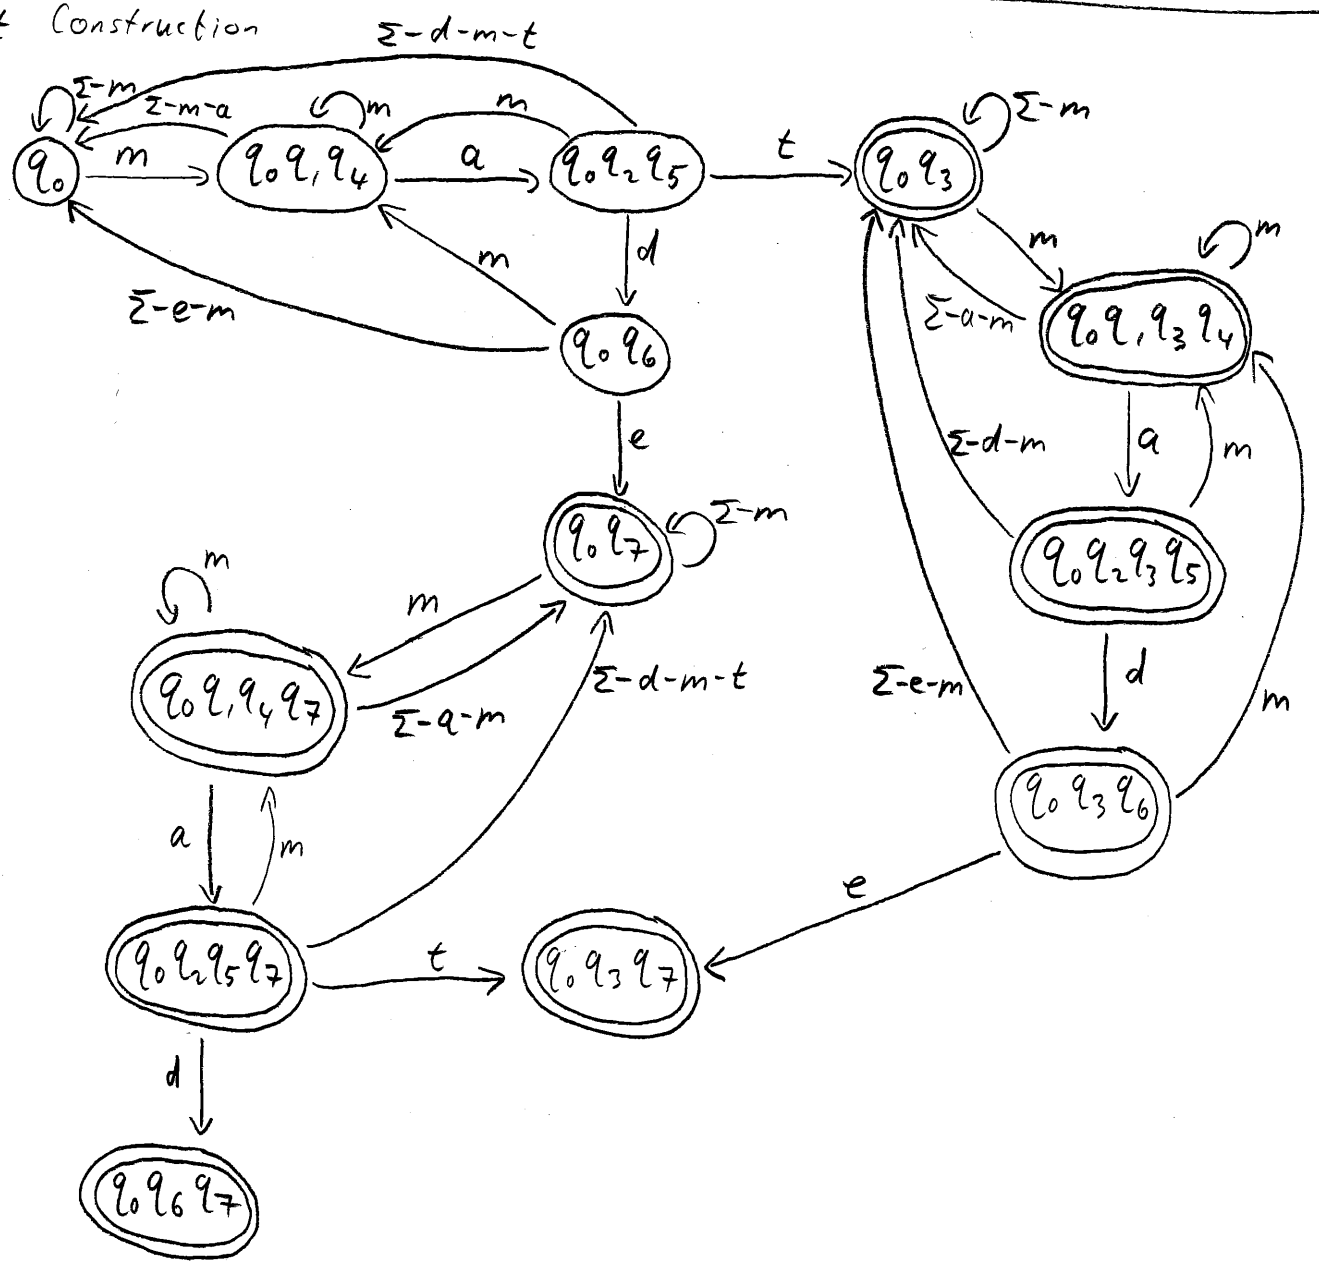 Construction
Σ-d-m-t
Σ-m
Σ-m-a
m
m
Σ-m
q₀
m
q₀q₁q₄
a
q₀q₂q₅
t
q₀q₃
m
m
d
m
Σ-e-m
Σ-a-m
q₀q₁q₃q₄
q₀q₆
e
Σ-d-m
a
m
q₀q₇
Σ-m
m
m
q₀q₂q₃q₅
Σ-d-m-t
Σ-e-m
d
m
q₀q₁q₄q₇
Σ-a-m
q₀q₃q₆
a
m
e
q₀q₂q₅q₇
t
q₀q₃q₇
d
q₀q₆q₇